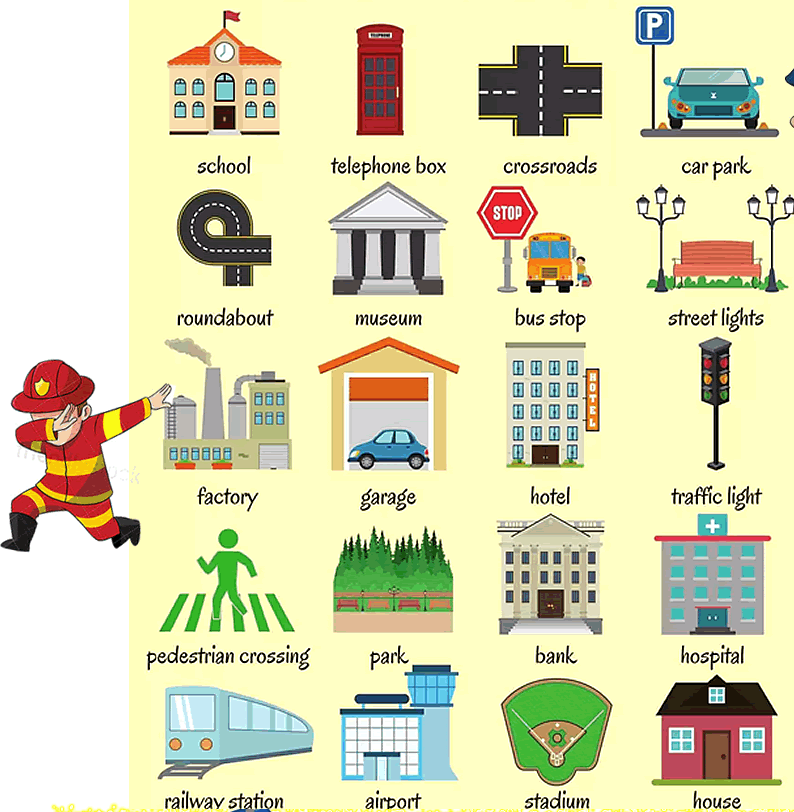 P
TELEPHONE
school
telephone box
crossroads
car park
STOP
roundabout
museum
bus stop
street lights
HOTEL
factory
garage
hotel
traffic light
pedestrian crossing
park
bank
hospital
railway station
airport
stadium
house